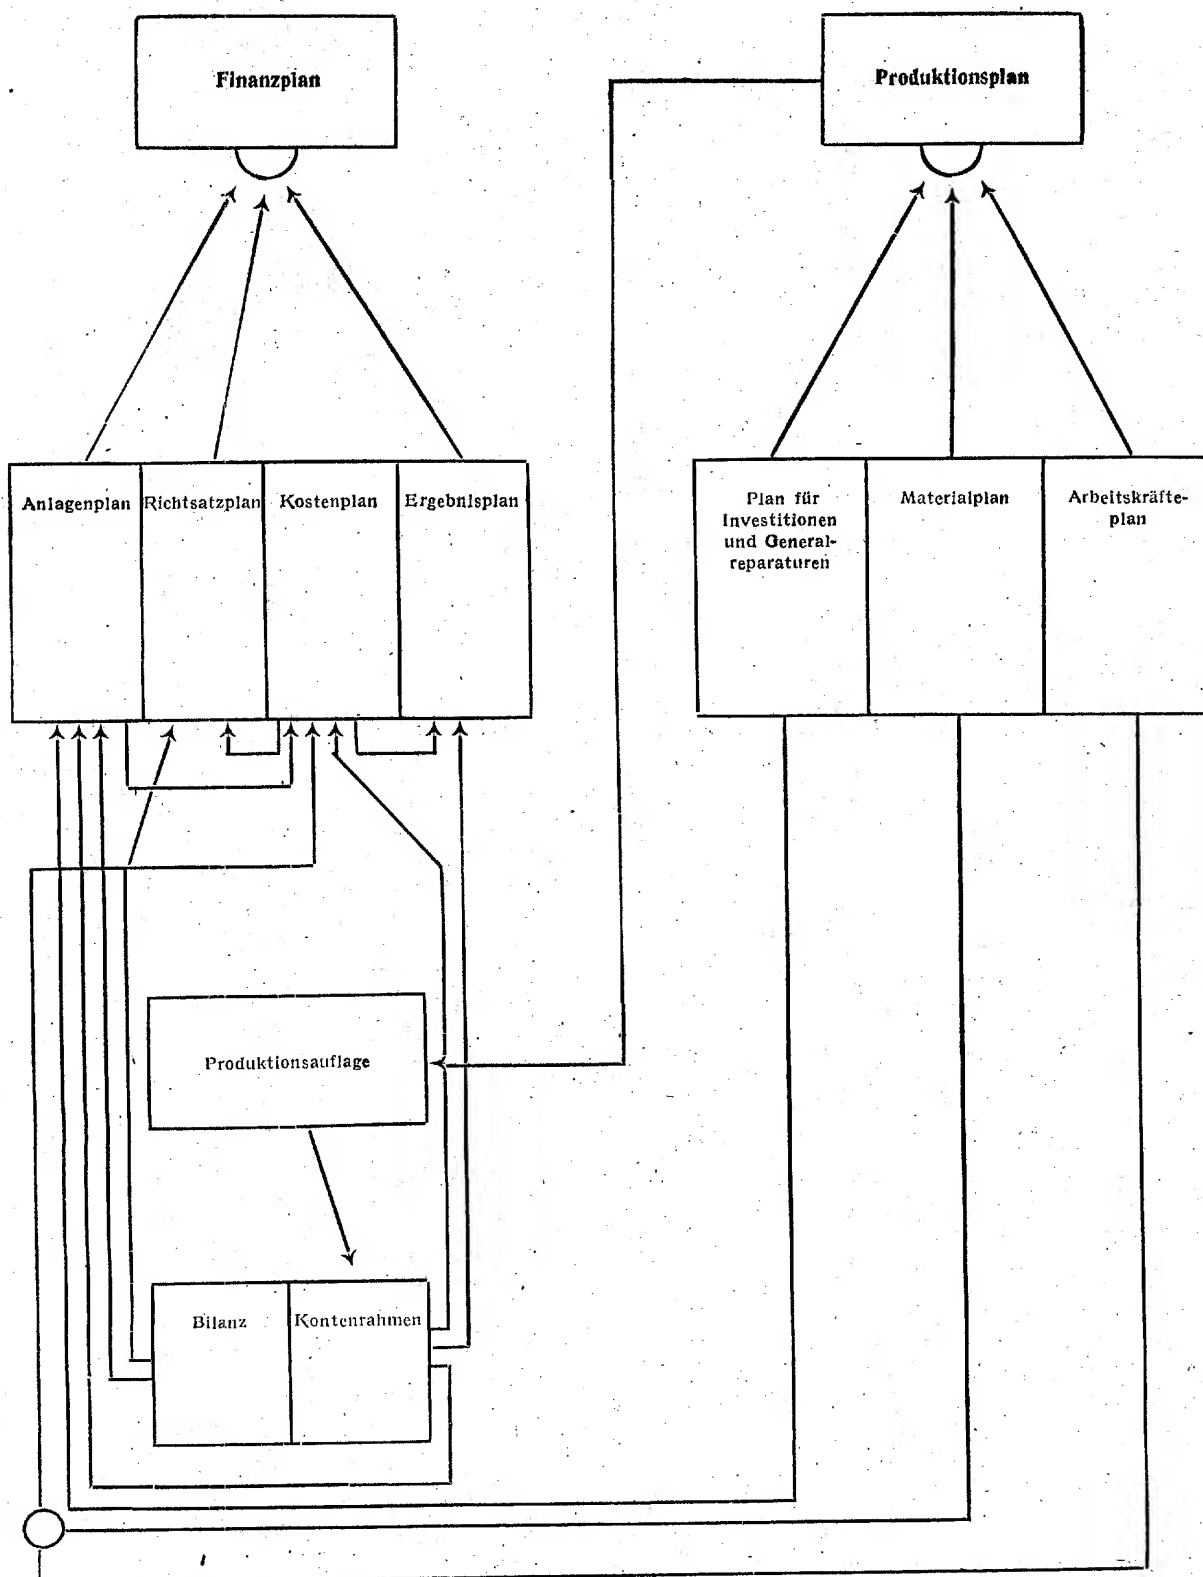 Finanzplan
Produktionsplan
Anlagenplan
Richtsatzplan
Kostenplan
Ergebnisplan
Plan für
Investitionen
und General-
reparaturen
Materialplan
Arbeitskräfte-
plan
Produktionsauflage
Bilanz
Kontenrahmen